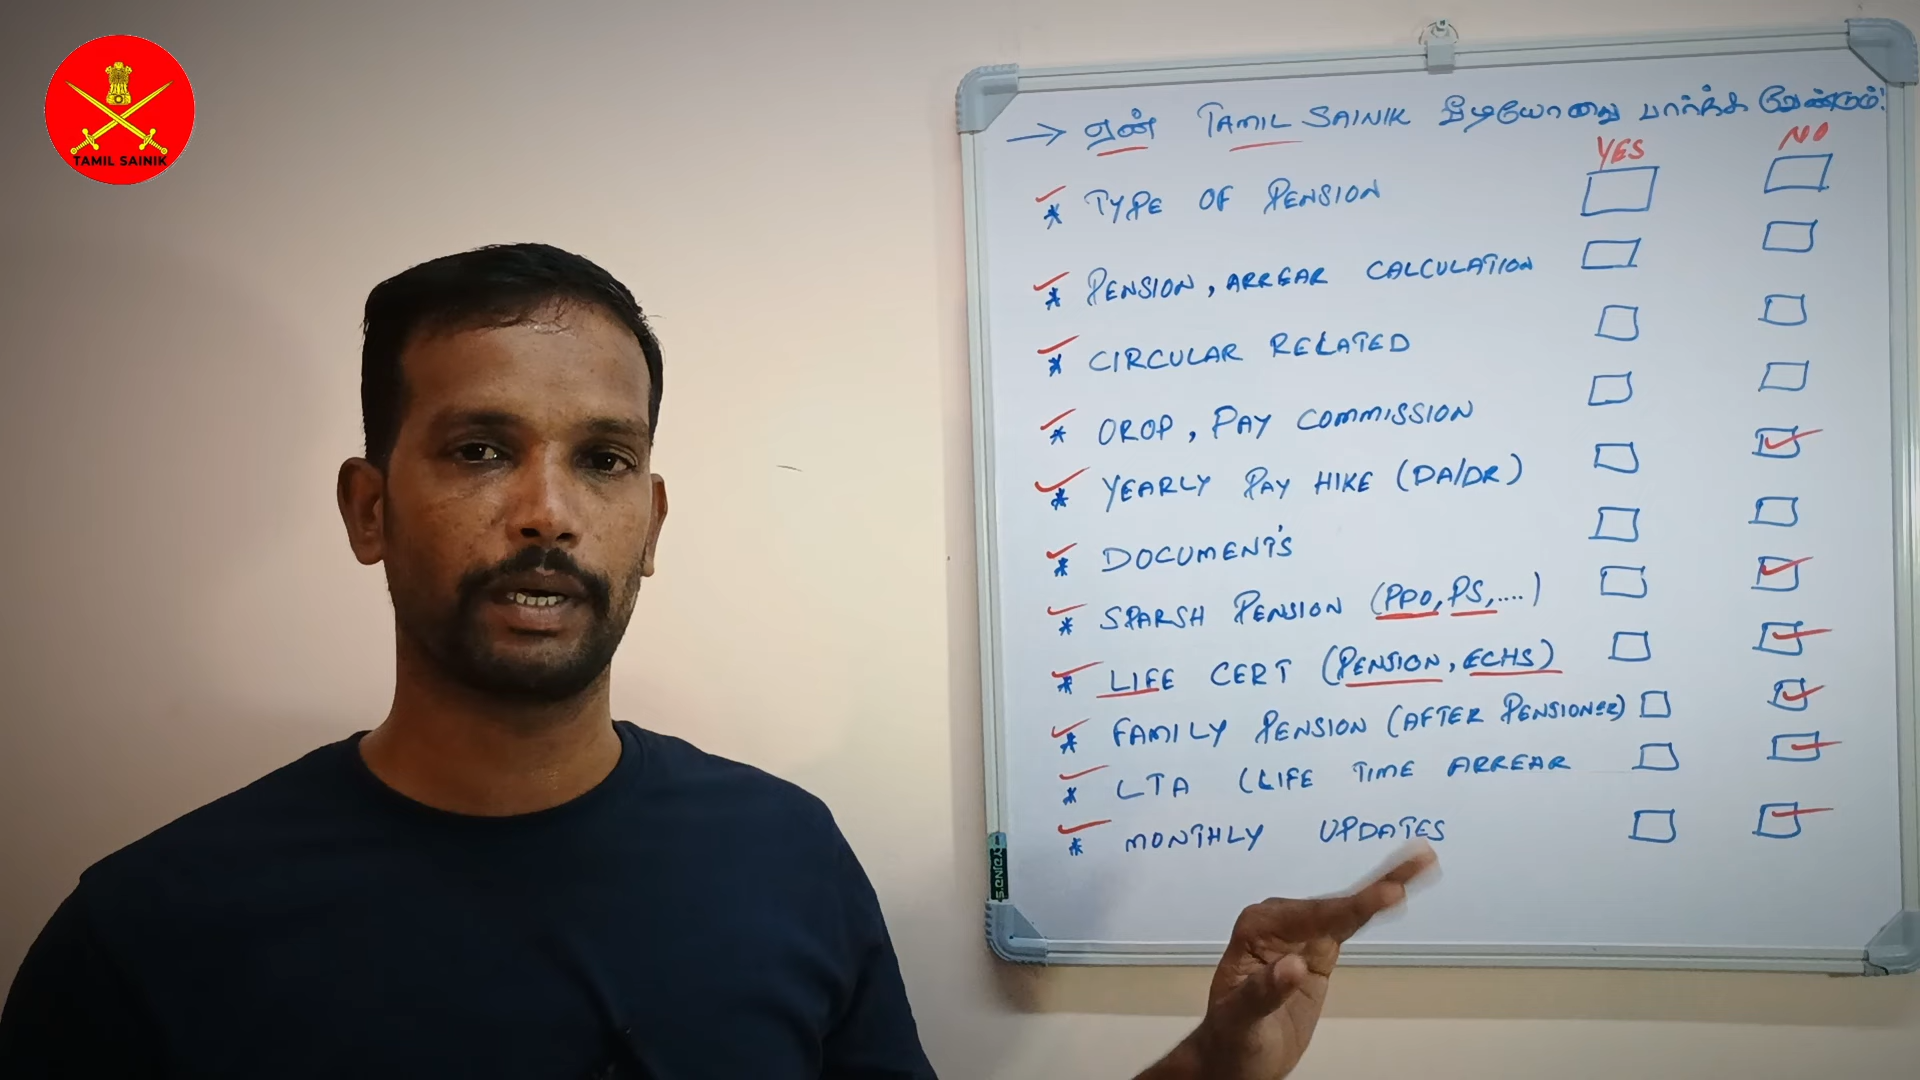 TAMIL SAINIK
→ ஏன் TAMIL SAINIK வீடியோவை பார்க்க வேண்டும்!
YES NO
* TYPE OF PENSION
* PENSION, ARREAR CALCULATION
* CIRCULAR RELATED
* OROP, PAY COMMISSION
* YEARLY PAY HIKE (DA/DR)
* DOCUMENT'S
* SPARSH PENSION (PPO, PS,....)
* LIFE CERT (PENSION, ECHS)
* FAMILY PENSION (AFTER PENSIONER)
* LTA (LIFE TIME ARREAR
* MONTHLY UPDATES